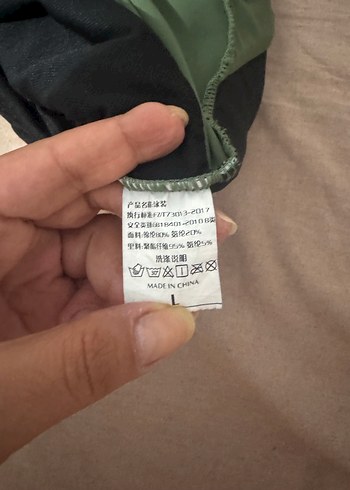 产品名称:泳装
执行标准:FZ/T73013-2017
安全类别:GB18401-2010 B类
面料:锦纶80% 氨纶20%
里料:聚酯纤维95% 氨纶5%
洗涤说明
MADE IN CHINA
L